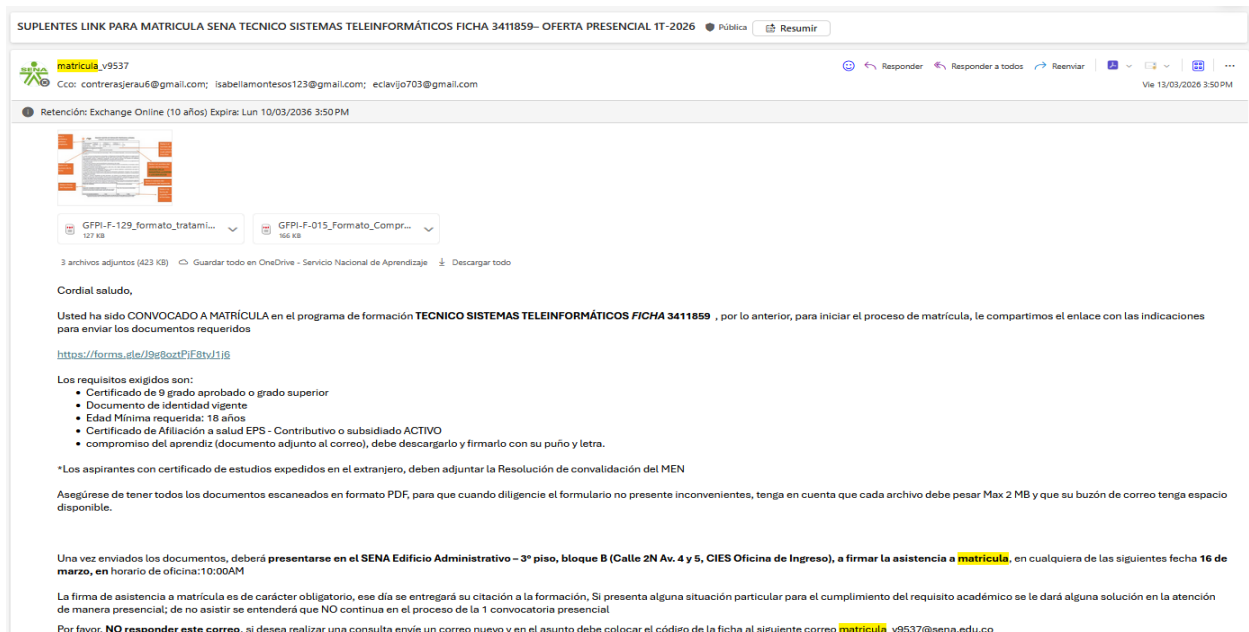 SUPLENTES LINK PARA MATRICULA SENA TECNICO SISTEMAS TELEINFORMÁTICOS FICHA 3411859– OFERTA PRESENCIAL 1T-2026 Pública Resumir
SENA
matricula_v9537
Responder Responder a todos Reenviar
Cco: contrerasjerau6@gmail.com; isabellamontesos123@gmail.com; eclavijo703@gmail.com
Vie 13/03/2026 3:50 PM
Retención: Exchange Online (10 años) Expira: Lun 10/03/2036 3:50 PM
GFPI-F-129_formato_tratami...
127 KB
GFPI-F-015_Formato_Compr...
166 KB
3 archivos adjuntos (423 KB) Guardar todo en OneDrive - Servicio Nacional de Aprendizaje Descargar todo
Cordial saludo,
Usted ha sido CONVOCADO A MATRÍCULA en el programa de formación TECNICO SISTEMAS TELEINFORMÁTICOS FICHA 3411859 , por lo anterior, para iniciar el proceso de matrícula, le compartimos el enlace con las indicaciones
para enviar los documentos requeridos
https://forms.gle/J9g8oztPjF8tyJ1j6
Los requisitos exigidos son:
• Certificado de 9 grado aprobado o grado superior
• Documento de identidad vigente
• Edad Mínima requerida: 18 años
• Certificado de Afiliación a salud EPS - Contributivo o subsidiado ACTIVO
• compromiso del aprendiz (documento adjunto al correo), debe descargarlo y firmarlo con su puño y letra.
*Los aspirantes con certificado de estudios expedidos en el extranjero, deben adjuntar la Resolución de convalidación del MEN
Asegúrese de tener todos los documentos escaneados en formato PDF, para que cuando diligencie el formulario no presente inconvenientes, tenga en cuenta que cada archivo debe pesar Max 2 MB y que su buzón de correo tenga espacio
disponible.
Una vez enviados los documentos, deberá presentarse en el SENA Edificio Administrativo – 3º piso, bloque B (Calle 2N Av. 4 y 5, CIES Oficina de Ingreso), a firmar la asistencia a matricula, en cualquiera de las siguientes fecha 16 de
marzo, en horario de oficina:10:00AM
La firma de asistencia a matrícula es de carácter obligatorio, ese día se entregará su citación a la formación, Si presenta alguna situación particular para el cumplimiento del requisito académico se le dará alguna solución en la atención
de manera presencial; de no asistir se entenderá que NO continua en el proceso de la 1 convocatoria presencial
Por favor, NO responder este correo, si desea realizar una consulta envíe un correo nuevo y en el asunto debe colocar el código de la ficha al siguiente correo matricula_v9537@sena.edu.co